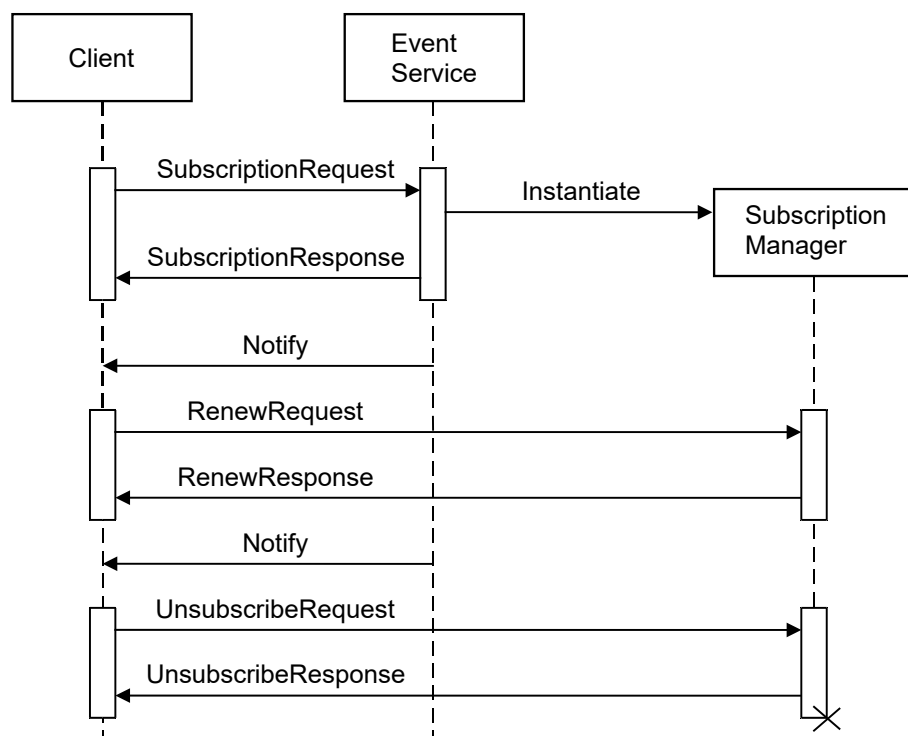 Client
Event
Service
SubscriptionRequest
Instantiate
Subscription
Manager
SubscriptionResponse
Notify
RenewRequest
RenewResponse
Notify
UnsubscribeRequest
UnsubscribeResponse